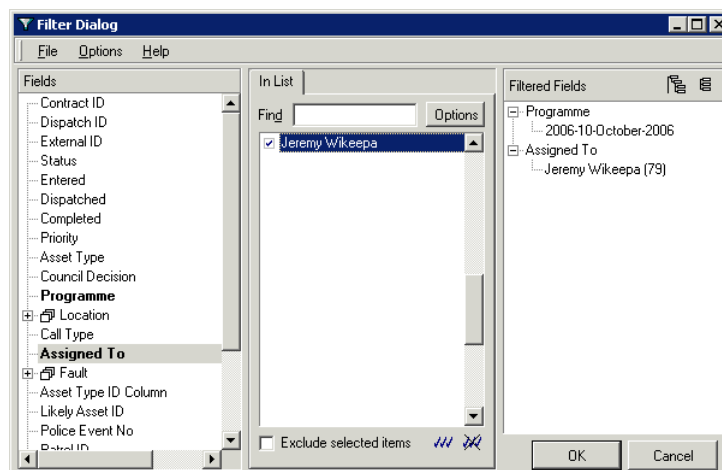 Filter Dialog
File Options Help
Fields
Contract ID
Dispatch ID
External ID
Status
Entered
Dispatched
Completed
Priority
Asset Type
Council Decision
Programme
Location
Call Type
Assigned To
Fault
Asset Type ID Column
Likely Asset ID
Police Event No
Patrol ID
In List
Find Options
Jeremy Wikeepa
Exclude selected items
Filtered Fields
Programme
2006-10-October-2006
Assigned To
Jeremy Wikeepa (79)
OK Cancel